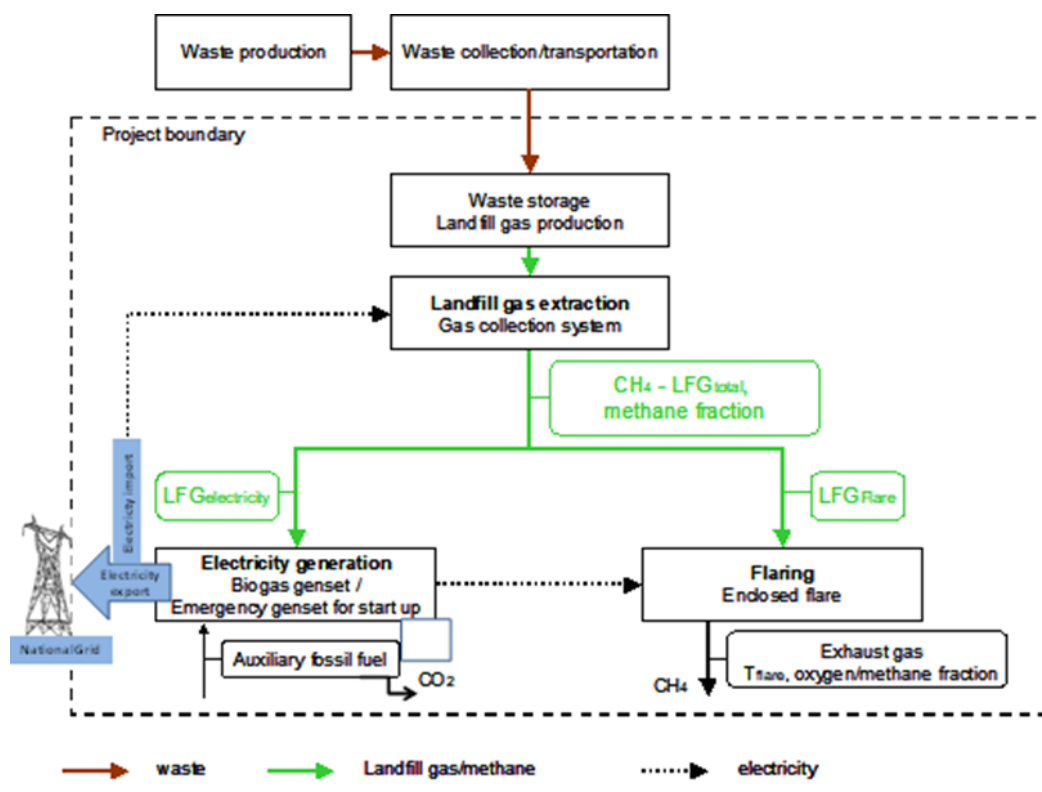 Waste production
Waste collection/transportation
Project boundary
Waste storage
Landfill gas production
Landfill gas extraction
Gas collection system
CH4 - LFGtotal,
methane fraction
LFGelectricity
LFGFlare
Electricity import
Electricity
export
NationalGrid
Electricity generation
Biogas genset /
Emergency genset for start up
Flaring
Enclosed flare
Auxiliary fossil fuel
CO2
Exhaust gas
Tflare, oxygen/methane fraction
CH4
waste
Landfill gas/methane
electricity